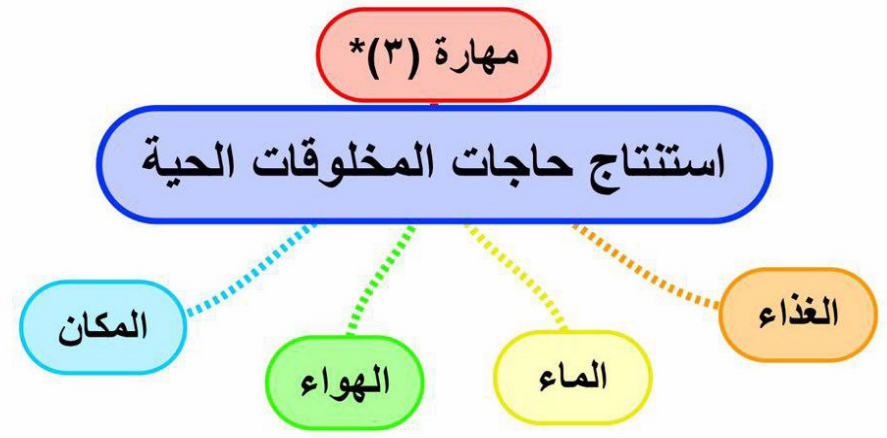 مهارة (٣)*
استنتاج حاجات المخلوقات الحية
الغذاء
الماء
الهواء
المكان